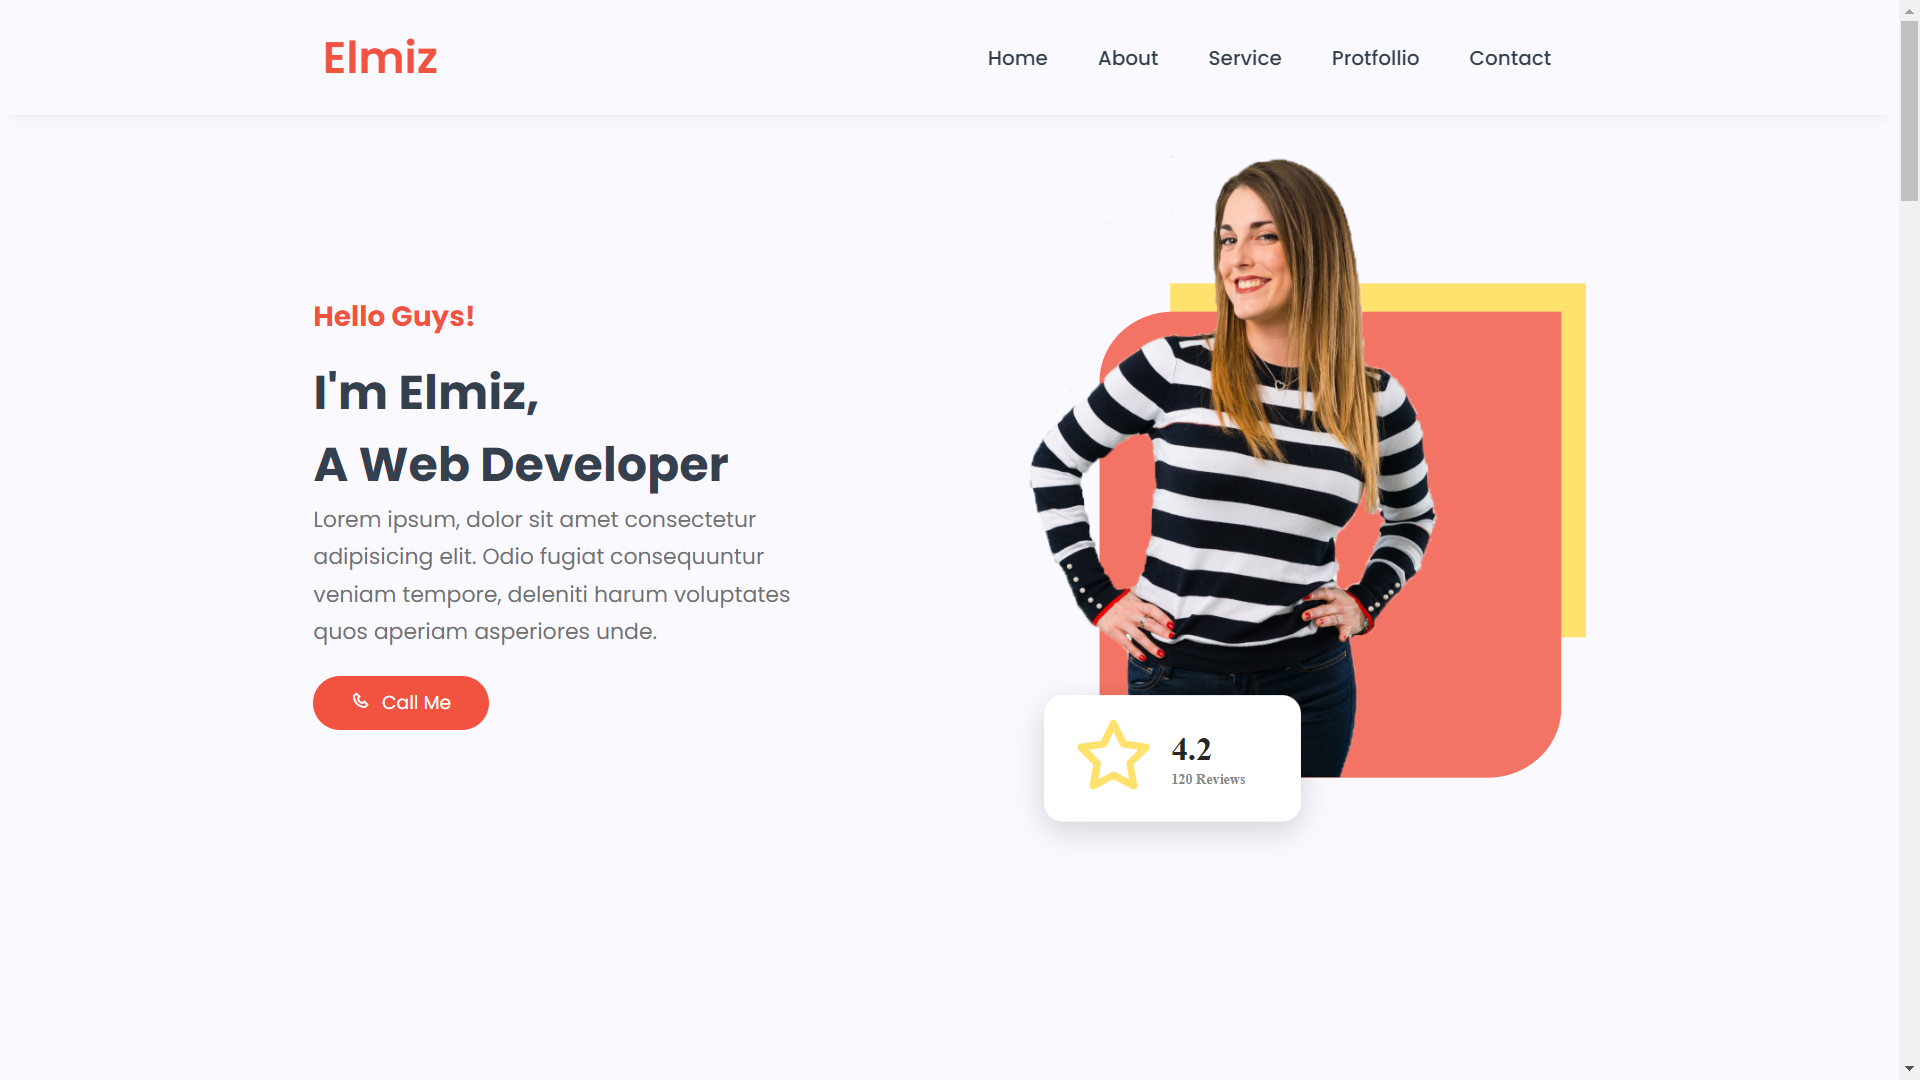 Elmiz
Home About Service Protfollio Contact
Hello Guys!
I'm Elmiz,
A Web Developer
Lorem ipsum, dolor sit amet consectetur
adipisicing elit. Odio fugiat consequuntur
veniam tempore, deleniti harum voluptates
quos aperiam asperiores unde.
Call Me
4.2
120 Reviews